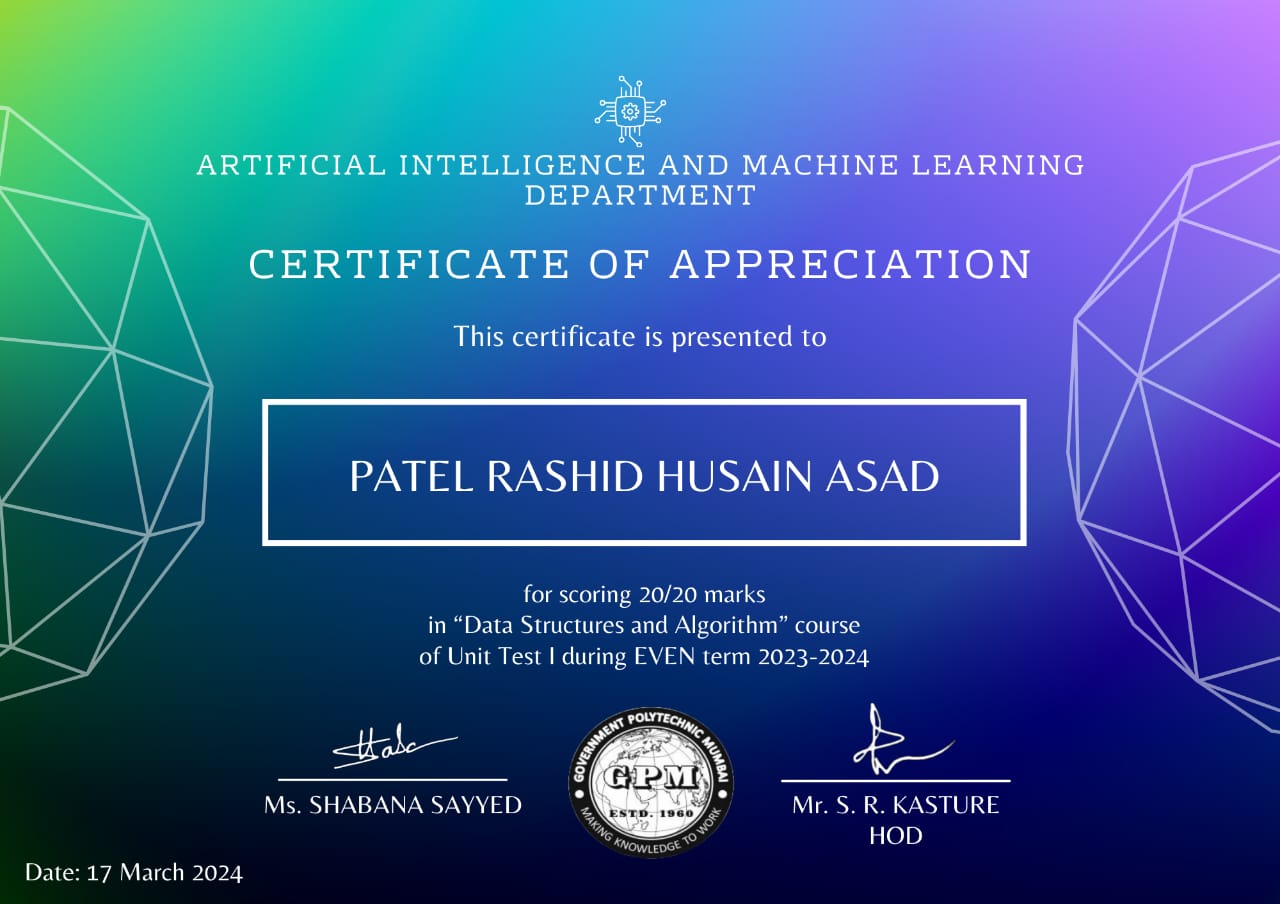 ARTIFICIAL INTELLIGENCE AND MACHINE LEARNING
DEPARTMENT
CERTIFICATE OF APPRECIATION
This certificate is presented to
PATEL RASHID HUSAIN ASAD
for scoring 20/20 marks
in “Data Structures and Algorithm” course
of Unit Test I during EVEN term 2023-2024
Ms. SHABANA SAYYED
GOVERNMENT POLYTECHNIC MUMBAI
GPM
ESTD. 1960
MAKING KNOWLEDGE TO WORK
Mr. S. R. KASTURE
HOD
Date: 17 March 2024